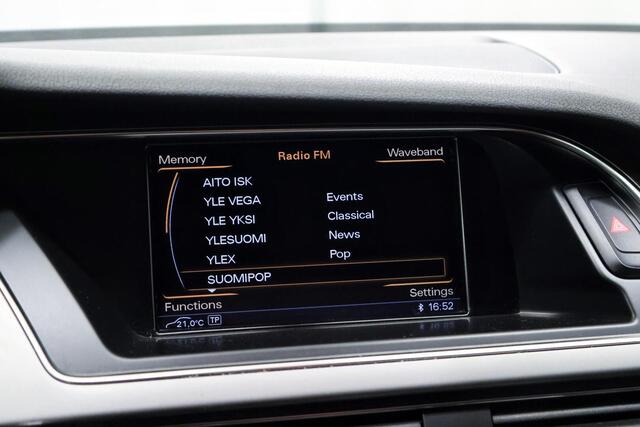 Memory Radio FM Waveband
AITO ISK
YLE VEGA Events
YLE YKSI Classical
YLESUOMI News
YLEX Pop
SUOMIPOP
Functions Settings
21,0°C TP 16:52